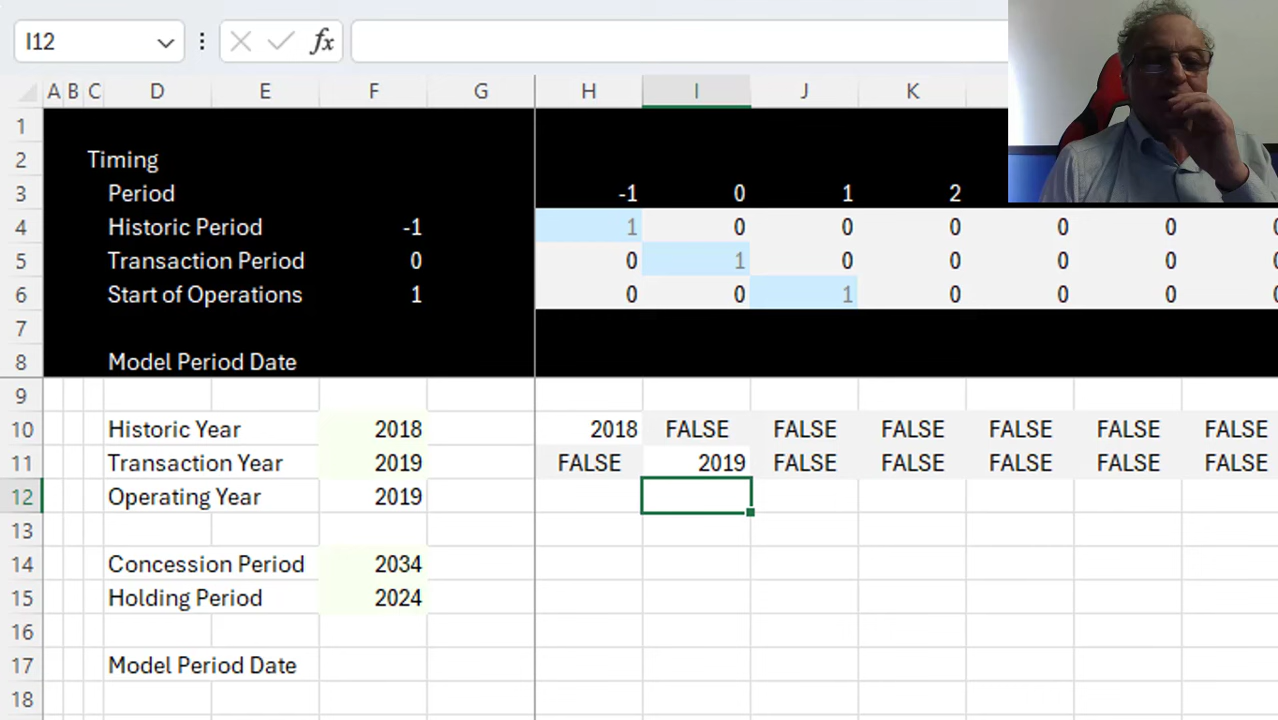 I12 fx
A B C D E F G H I J K
1
2 Timing
3 Period -1 0 1 2
4 Historic Period -1 1 0 0 0 0 0
5 Transaction Period 0 0 1 0 0 0 0
6 Start of Operations 1 0 0 1 0 0 0
7
8 Model Period Date
9
10 Historic Year 2018 2018 FALSE FALSE FALSE FALSE FALSE FALSE
11 Transaction Year 2019 FALSE 2019 FALSE FALSE FALSE FALSE FALSE
12 Operating Year 2019
13
14 Concession Period 2034
15 Holding Period 2024
16
17 Model Period Date
18